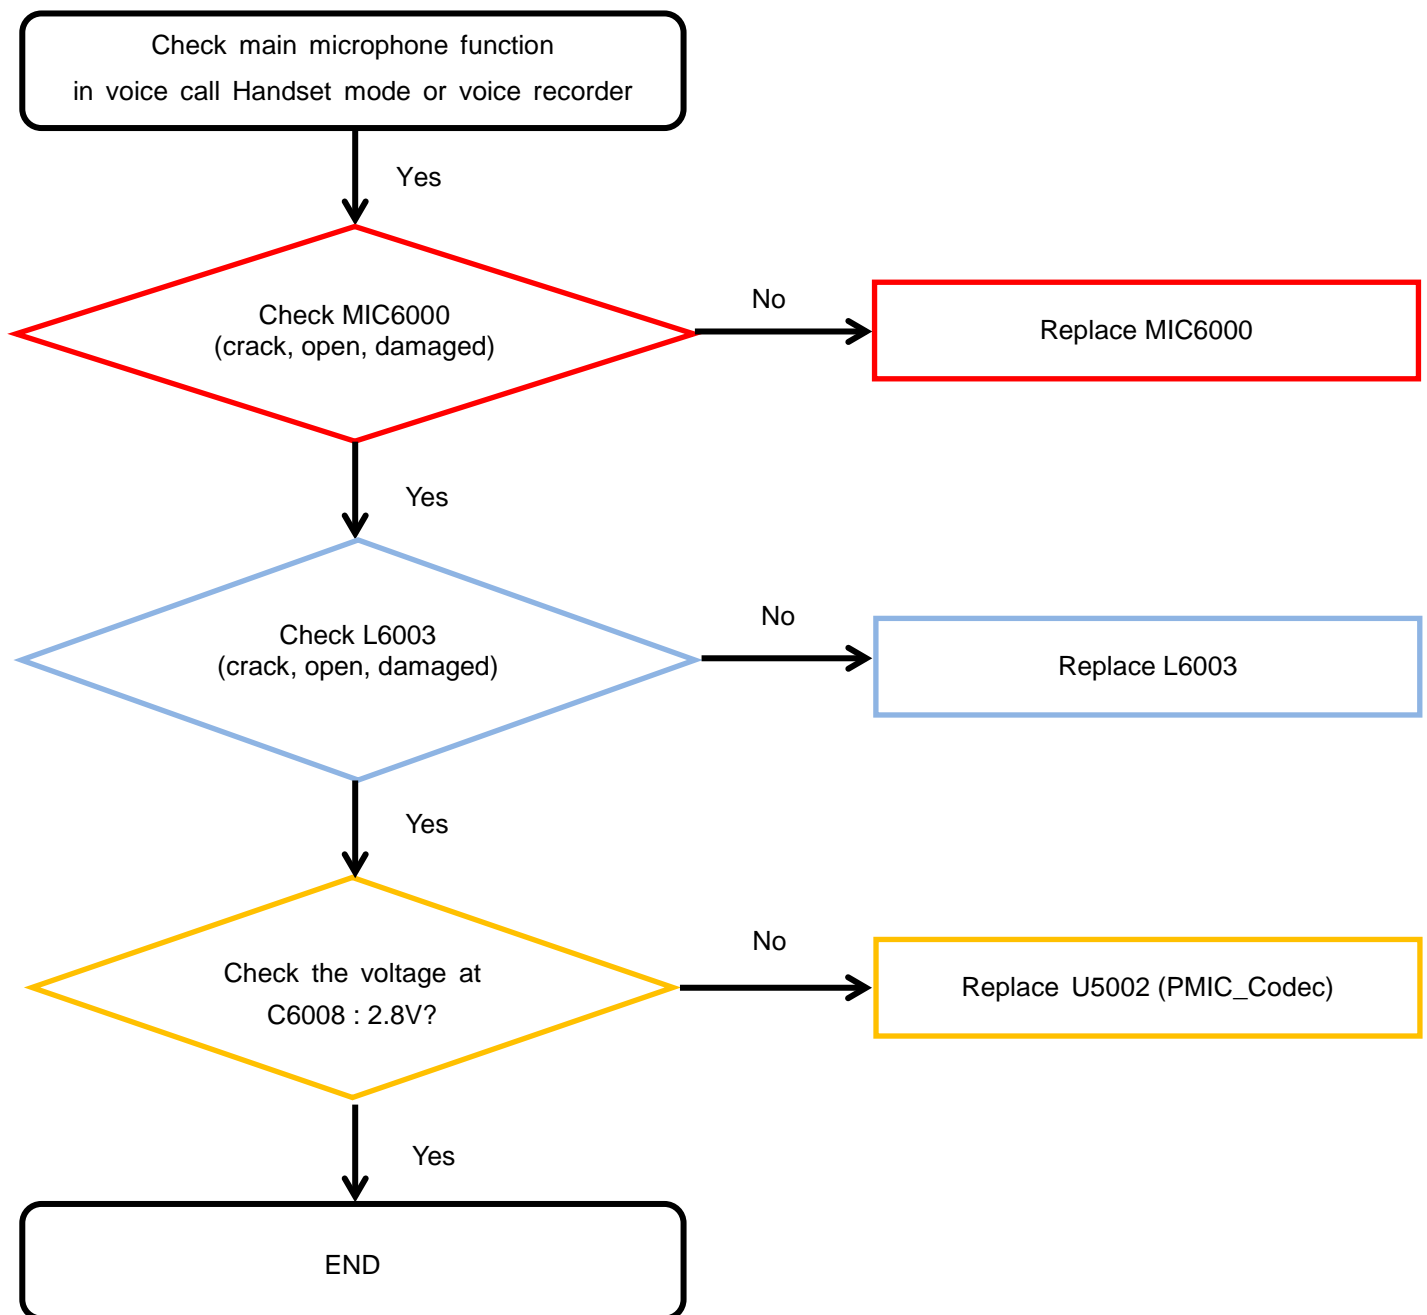 Check main microphone function
in voice call Handset mode or voice recorder
Yes
Check MIC6000
(crack, open, damaged)
No
Replace MIC6000
Yes
Check L6003
(crack, open, damaged)
No
Replace L6003
Yes
Check the voltage at
C6008 : 2.8V?
No
Replace U5002 (PMIC_Codec)
Yes
END